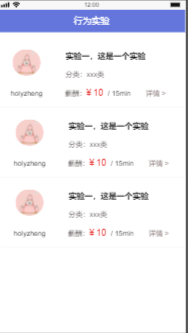 12:00
行为实验
实验一，这是一个实验
分类：xxx类
holyzheng
薪酬：¥10 / 15min 详情 >
实验一，这是一个实验
分类：xxx类
holyzheng
薪酬：¥10 / 15min 详情 >
实验一，这是一个实验
分类：xxx类
holyzheng
薪酬：¥10 / 15min 详情 >